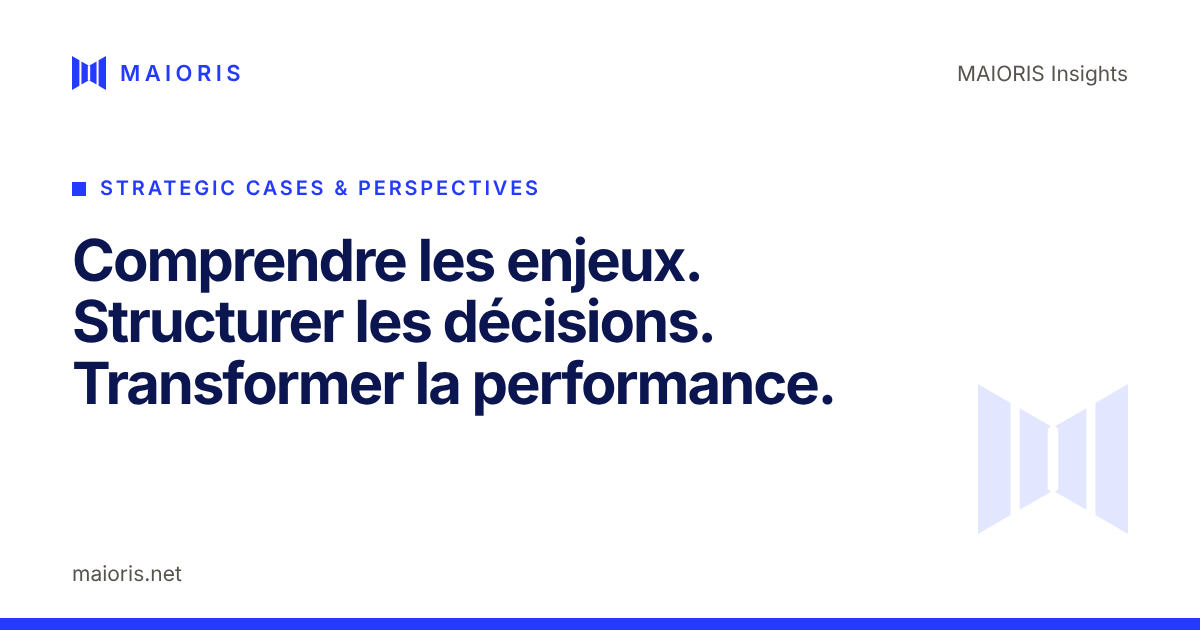 MAIORIS
MAIORIS Insights
STRATEGIC CASES & PERSPECTIVES
Comprendre les enjeux.
Structurer les décisions.
Transformer la performance.
maioris.net